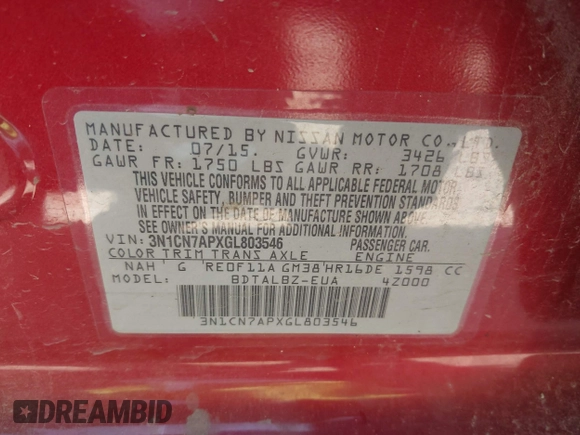 MANUFACTURED BY NISSAN MOTOR CO., LTD.
DATE: 07/15. GVWR: 3426 LBS
GAWR FR: 1750 LBS GAWR RR: 1708 LBS
THIS VEHICLE CONFORMS TO ALL APPLICABLE FEDERAL MOTOR
VEHICLE SAFETY, BUMPER AND THEFT PREVENTION STANDARDS
IN EFFECT ON THE DATE OF MANUFACTURE SHOWN ABOVE.
SEE OWNER'S MANUAL FOR ADDITIONAL INFORMATION.
VIN: 3N1CN7APXGL803546 PASSENGER CAR
COLOR TRIM TRANS AXLE ENGINE
NAH G RE0F11A GM38 HR16DE 1598 CC
BDTALBZ-EUA 4Z000
3N1CN7APXGL803546
DREAMBID